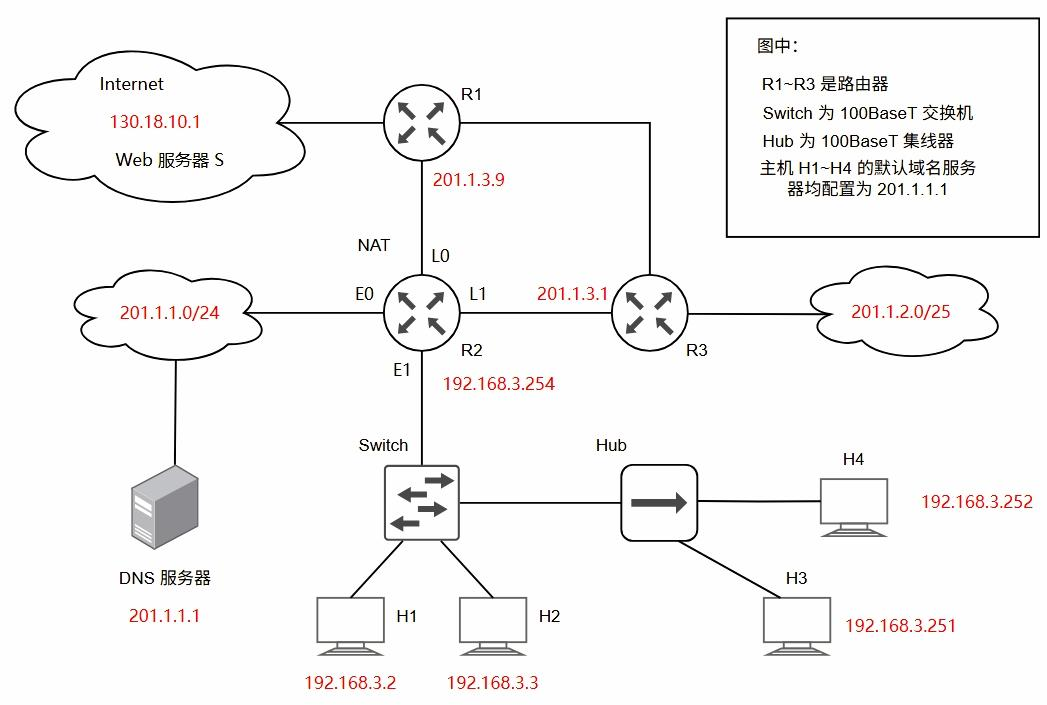 Internet
130.18.10.1
Web 服务器 S
R1
201.1.3.9
图中：
R1~R3 是路由器
Switch 为 100BaseT 交换机
Hub 为 100BaseT 集线器
主机 H1~H4 的默认域名服务
器均配置为 201.1.1.1
NAT
L0
201.1.1.0/24
E0
L1
R2
E1
192.168.3.254
201.1.3.1
R3
201.1.2.0/25
DNS 服务器
201.1.1.1
Switch
Hub
H4
192.168.3.252
H1
192.168.3.2
H2
192.168.3.3
H3
192.168.3.251